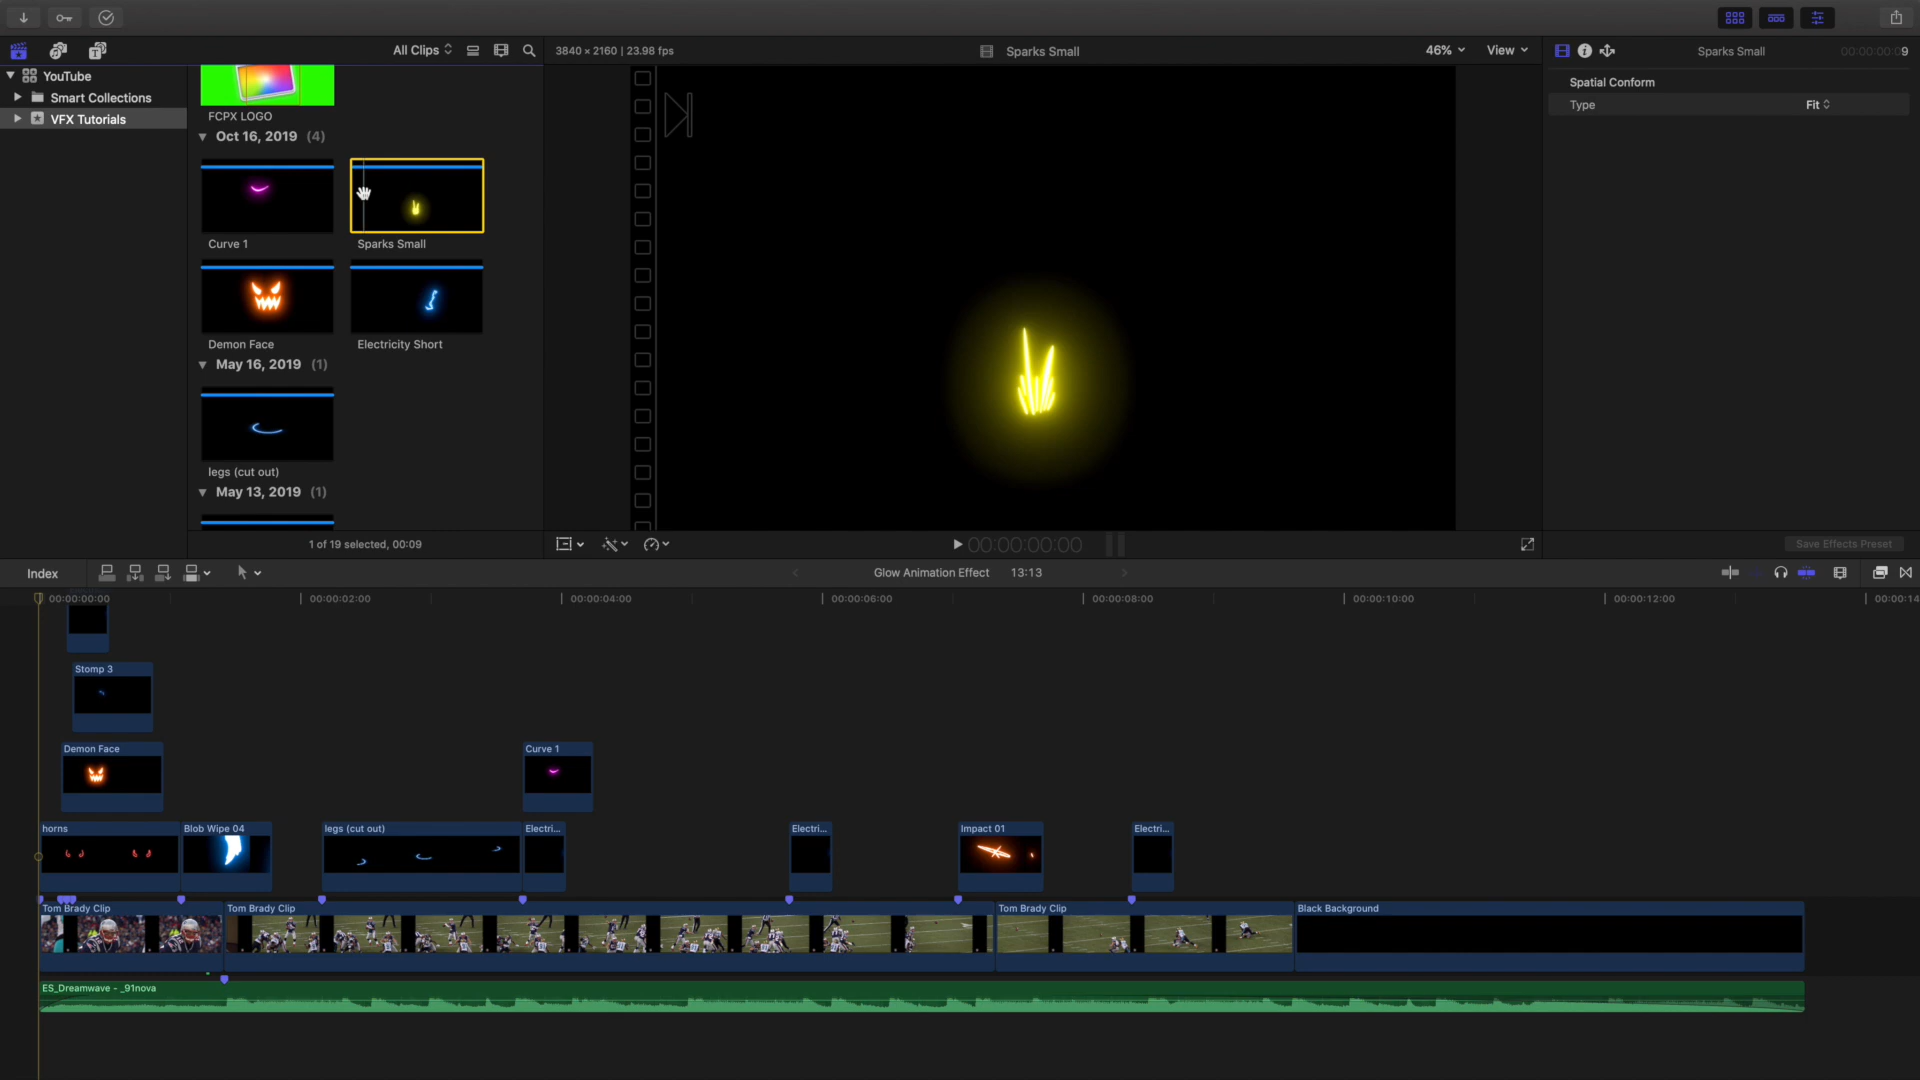 All Clips
3840 × 2160 | 23.98 fps
Sparks Small
46%
View
Sparks Small
00:00:00:09
YouTube
Smart Collections
VFX Tutorials
FCPX LOGO
Oct 16, 2019 (4)
Curve 1
Sparks Small
Demon Face
Electricity Short
May 16, 2019 (1)
legs (cut out)
May 13, 2019 (1)
1 of 19 selected, 00:09
Spatial Conform
Type
Fit
00:00:00:00
Save Effects Preset
Index
Glow Animation Effect
13:13
00:00:00:00
00:00:02:00
00:00:04:00
00:00:06:00
00:00:08:00
00:00:10:00
00:00:12:00
00:00:14
Stomp 3
Demon Face
Curve 1
horns
Blob Wipe 04
legs (cut out)
Electri...
Electri...
Impact 01
Electri...
Tom Brady Clip
Tom Brady Clip
Tom Brady Clip
Black Background
ES_Dreamwave - _91nova